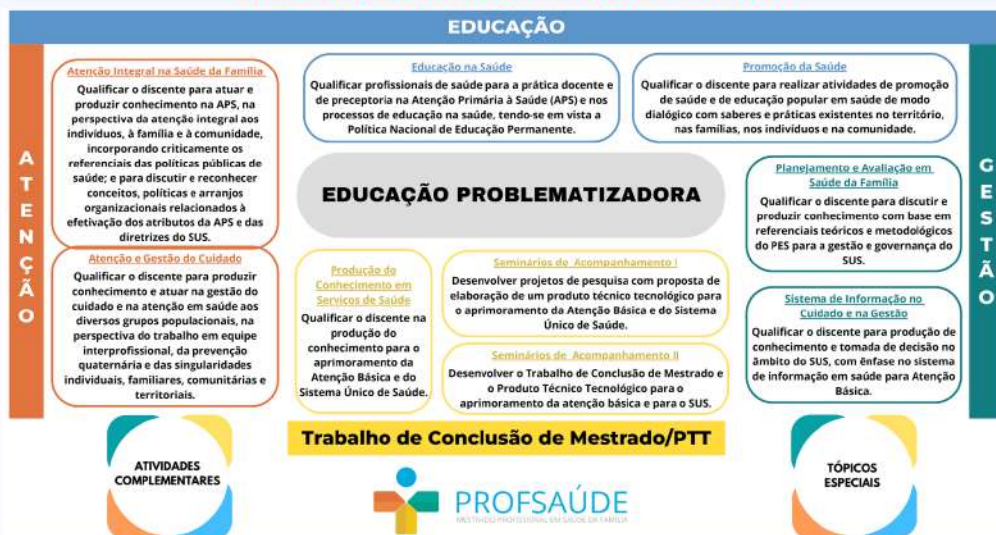 EDUCAÇÃO
ATENÇÃO
Atenção Integral na Saúde da Família
Qualificar o discente para atuar e
produzir conhecimento na APS, na
perspectiva da atenção integral aos
indivíduos, à família e à comunidade,
incorporando criticamente os
referenciais das políticas públicas de
saúde; e para discutir e reconhecer
conceitos, políticas e arranjos
organizacionais relacionados à
efetivação dos atributos da APS e das
diretrizes do SUS.
Atenção e Gestão do Cuidado
Qualificar o discente para produzir
conhecimento e atuar na gestão do
cuidado e na atenção em saúde aos
diversos grupos populacionais, na
perspectiva do trabalho em equipe
interprofissional, da prevenção
quaternária e das singularidades
individuais, familiares, comunitárias e
territoriais.
Educação na Saúde
Qualificar profissionais de saúde para a prática docente e
de preceptoria na Atenção Primária à Saúde (APS) e nos
processos de educação na saúde, tendo-se em vista a
Política Nacional de Educação Permanente.
Promoção da Saúde
Qualificar o discente para realizar atividades de promoção
de saúde e de educação popular em saúde de modo
dialógico com saberes e práticas existentes no território,
nas famílias, nos indivíduos e na comunidade.
EDUCAÇÃO PROBLEMATIZADORA
Produção do
Conhecimento em
Serviços de Saúde
Qualificar o discente na
produção do
conhecimento para o
aprimoramento da
Atenção Básica e do
Sistema Único de Saúde.
Seminários de Acompanhamento I
Desenvolver projetos de pesquisa com proposta de
elaboração de um produto técnico tecnológico para
o aprimoramento da Atenção Básica e do Sistema
Único de Saúde.
Seminários de Acompanhamento II
Desenvolver o Trabalho de Conclusão de Mestrado e
o Produto Técnico Tecnológico para o
aprimoramento da atenção básica e para o SUS.
Planejamento e Avaliação em
Saúde da Família
Qualificar o discente para discutir e
produzir conhecimento com base em
referenciais teóricos e metodológicos
do PES para a gestão e governança do
SUS.
Sistema de Informação no
Cuidado e na Gestão
Qualificar o discente para produção de
conhecimento e tomada de decisão no
âmbito do SUS, com ênfase no sistema
de informação em saúde para Atenção
Básica.
GESTÃO
Trabalho de Conclusão de Mestrado/PTT
ATIVIDADES
COMPLEMENTARES
PROFSAÚDE
MESTRADO PROFISSIONAL EM SAÚDE DA FAMÍLIA
TÓPICOS
ESPECIAIS